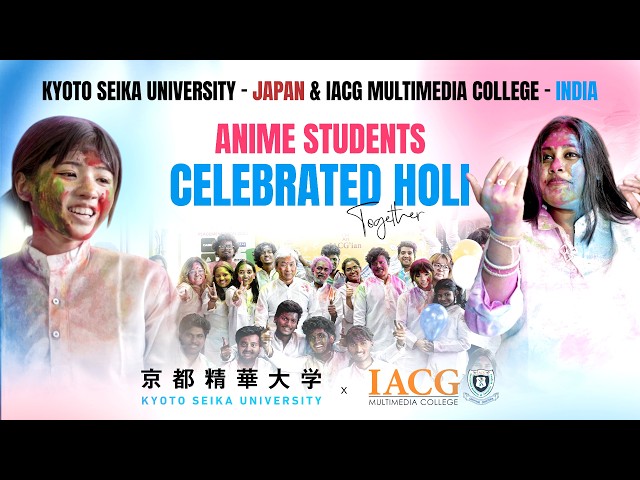 KYOTO SEIKA UNIVERSITY - JAPAN & IACG MULTIMEDIA COLLEGE - INDIA
ANIME STUDENTS
CELEBRATED HOLI
Together
京都精華大学
KYOTO SEIKA UNIVERSITY
x
IACG
MULTIMEDIA COLLEGE